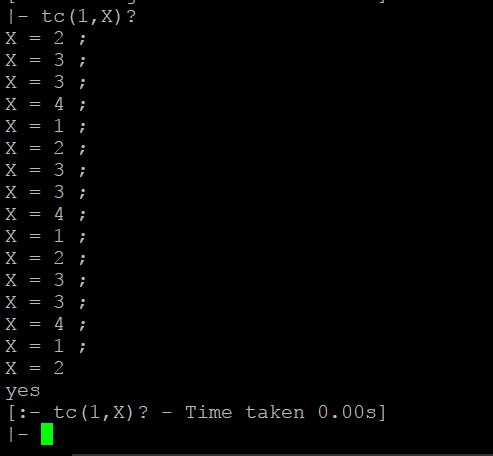 |- tc(1,X)?
X = 2 ;
X = 3 ;
X = 3 ;
X = 4 ;
X = 1 ;
X = 2 ;
X = 3 ;
X = 3 ;
X = 4 ;
X = 1 ;
X = 2 ;
X = 3 ;
X = 3 ;
X = 4 ;
X = 1 ;
X = 2
yes
[:- tc(1,X)? - Time taken 0.00s]
|-